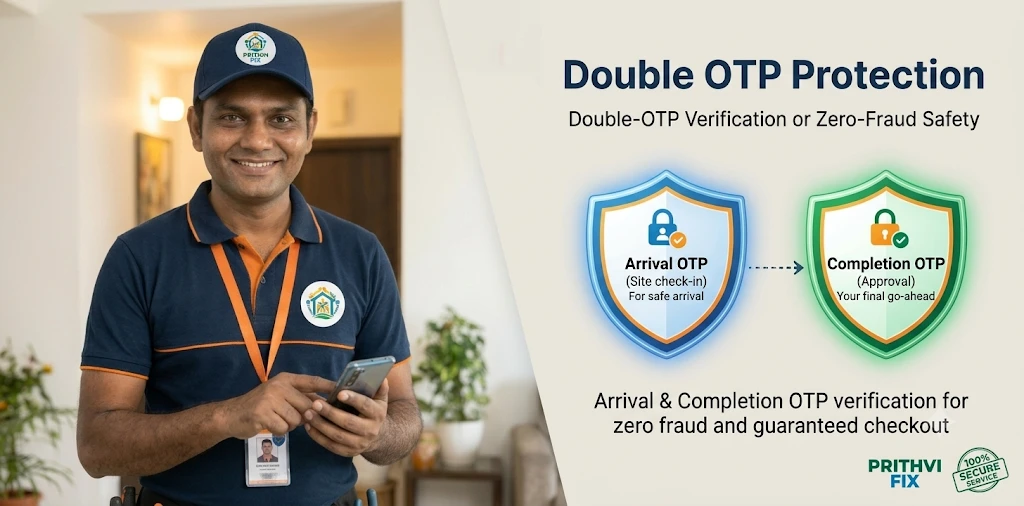 PRITION
FIX
Double OTP Protection
Double-OTP Verification or Zero-Fraud Safety
Arrival OTP
(Site check-in)
For safe arrival
Completion OTP
(Approval)
Your final go-ahead
Arrival & Completion OTP verification for
zero fraud and guaranteed checkout
PRITHVI
FIX
100%
SECURE
SERVICE